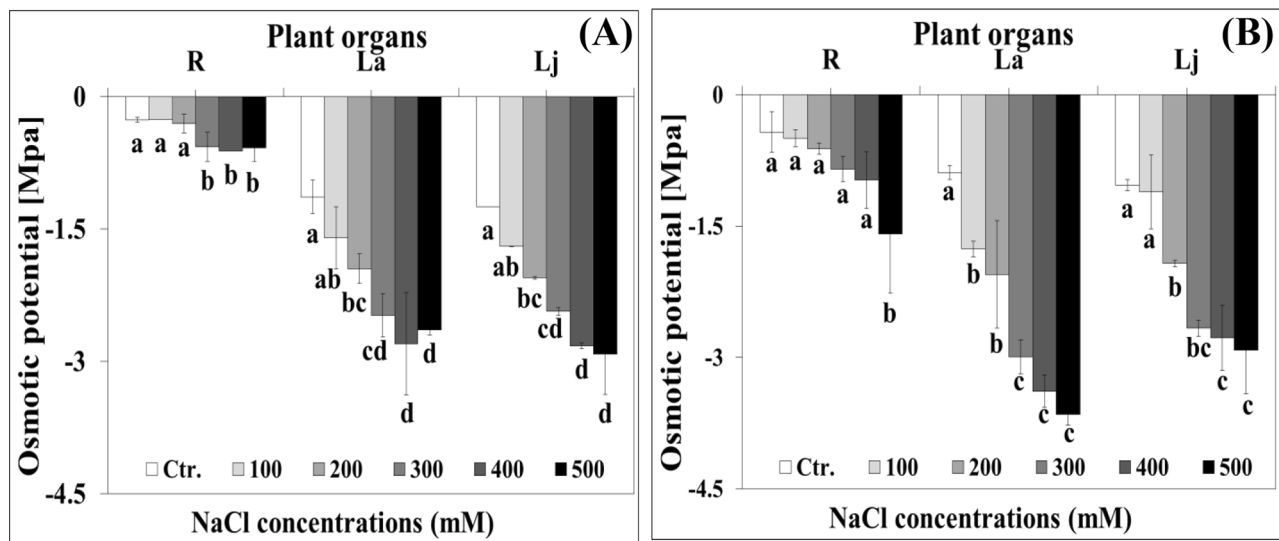 Plant organs (A)
R La Lj
Osmotic potential [Mpa]
0
-1.5
-3
-4.5
a a a b b b
a ab bc cd d d
a ab bc cd d d
Ctr. 100 200 300 400 500
NaCl concentrations (mM)
Plant organs (B)
R La Lj
Osmotic potential [Mpa]
0
-1.5
-3
-4.5
a a a a a b
a b b c c c
a a b bc c c
Ctr. 100 200 300 400 500
NaCl concentrations (mM)